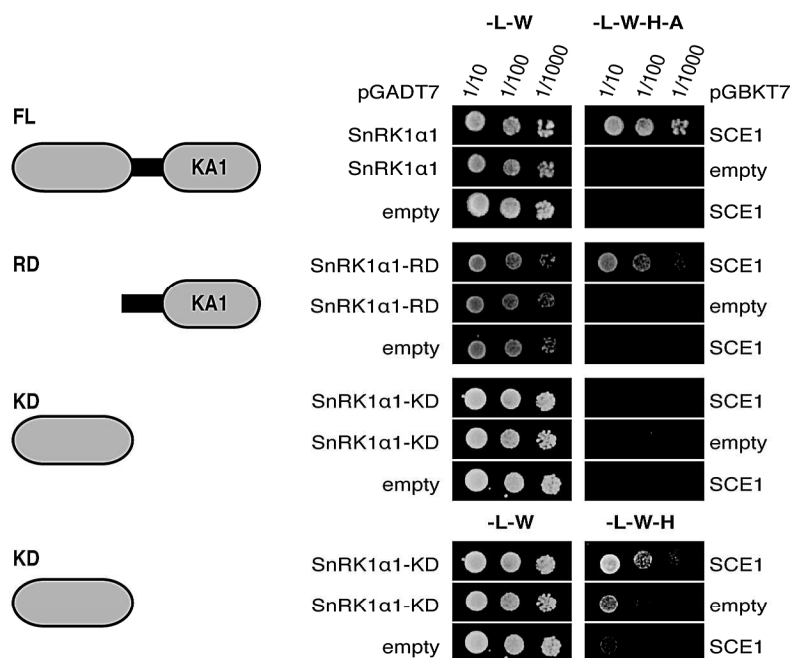 -L-W -L-W-H-A
pGADT7 1/10 1/100 1/1000 1/10 1/100 1/1000 pGBKT7
FL
KA1
SnRK1α1 SCE1
SnRK1α1 empty
empty SCE1
RD
KA1
SnRK1α1-RD SCE1
SnRK1α1-RD empty
empty SCE1
KD
SnRK1α1-KD SCE1
SnRK1α1-KD empty
empty SCE1
-L-W -L-W-H
KD
SnRK1α1-KD SCE1
SnRK1α1-KD empty
empty SCE1